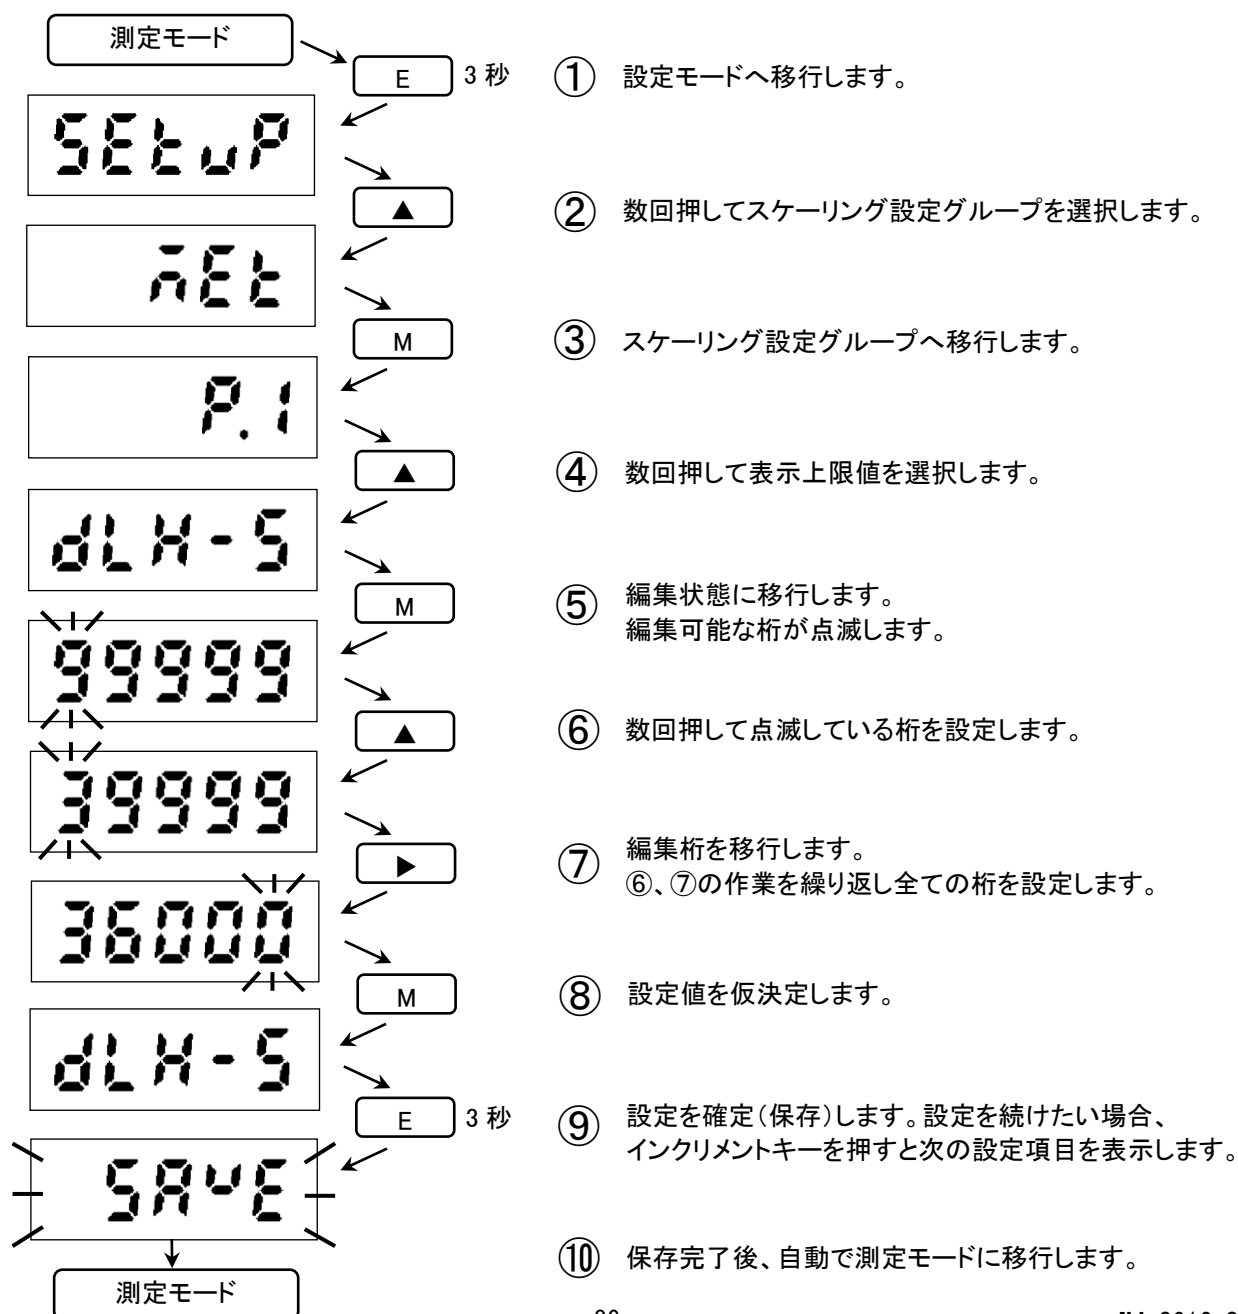 測定モード
E 3 秒 ① 設定モードへ移行します。
SEtuP
▲ ② 数回押してスケーリング設定グループを選択します。
mEt
M ③ スケーリング設定グループへ移行します。
P.1
▲ ④ 数回押して表示上限値を選択します。
dLH-S
M ⑤ 編集状態に移行します。
編集可能な桁が点滅します。
99999
▲ ⑥ 数回押して点滅している桁を設定します。
39999
▶ ⑦ 編集桁を移行します。
⑥、⑦の作業を繰り返し全ての桁を設定します。
36000
M ⑧ 設定値を仮決定します。
dLH-S
E 3 秒 ⑨ 設定を確定(保存)します。設定を続けたい場合、
インクリメントキーを押すと次の設定項目を表示します。
SAvE
⑩ 保存完了後、自動で測定モードに移行します。
測定モード